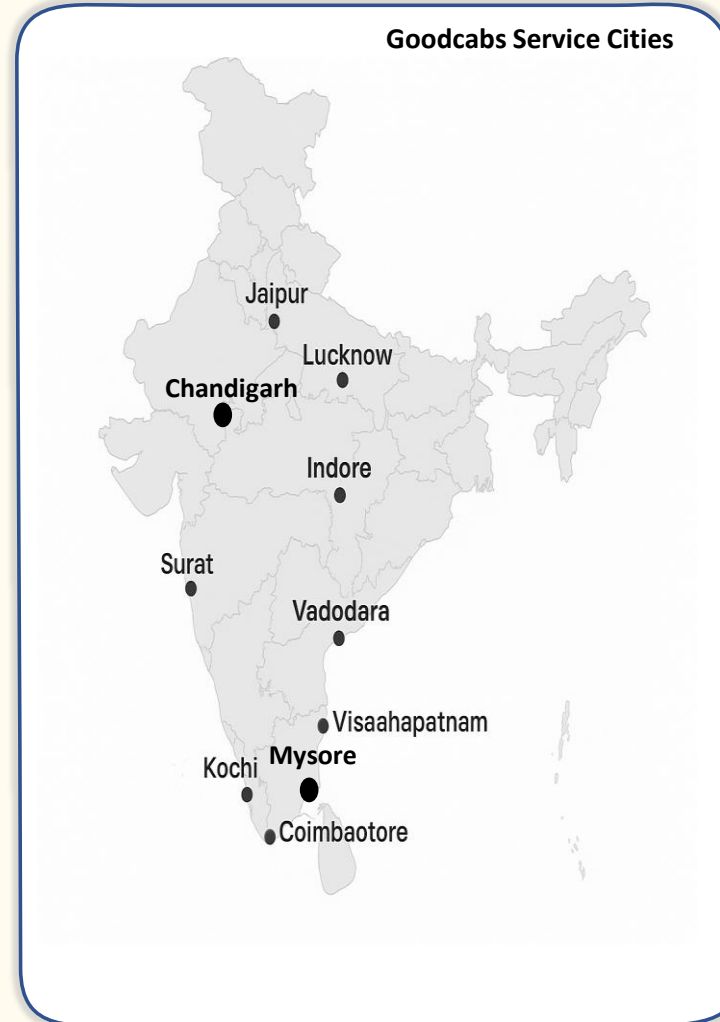 Goodcabs Service Cities
Jaipur
Lucknow
Chandigarh
Indore
Surat
Vadodara
Visaahapatnam
Mysore
Kochi
Coimbaotore